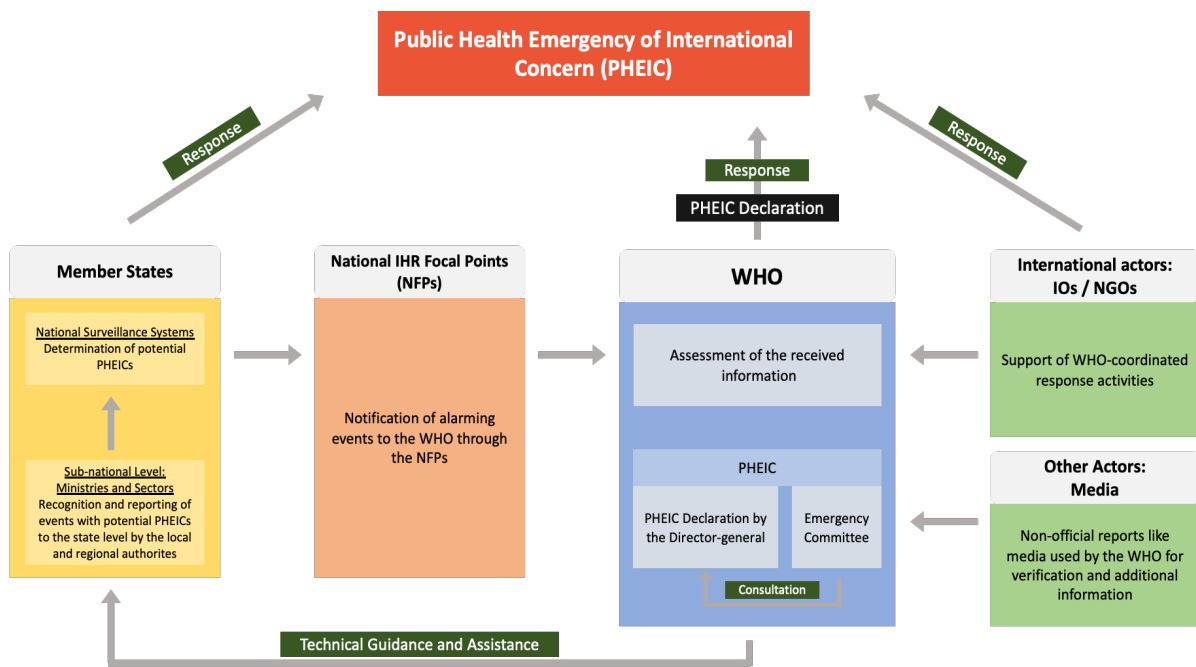 Public Health Emergency of International
Concern (PHEIC)
Response
Response
Response
PHEIC Declaration
Member States
National Surveillance Systems
Determination of potential
PHEICs
Sub-national Level:
Ministries and Sectors
Recognition and reporting of
events with potential PHEICs
to the state level by the local
and regional authorites
National IHR Focal Points
(NFPs)
Notification of alarming
events to the WHO through
the NFPs
WHO
Assessment of the received
information
PHEIC
PHEIC Declaration by
the Director-general
Emergency
Committee
Consultation
International actors:
IOs / NGOs
Support of WHO-coordinated
response activities
Other Actors:
Media
Non-official reports like
media used by the WHO for
verification and additional
information
Technical Guidance and Assistance